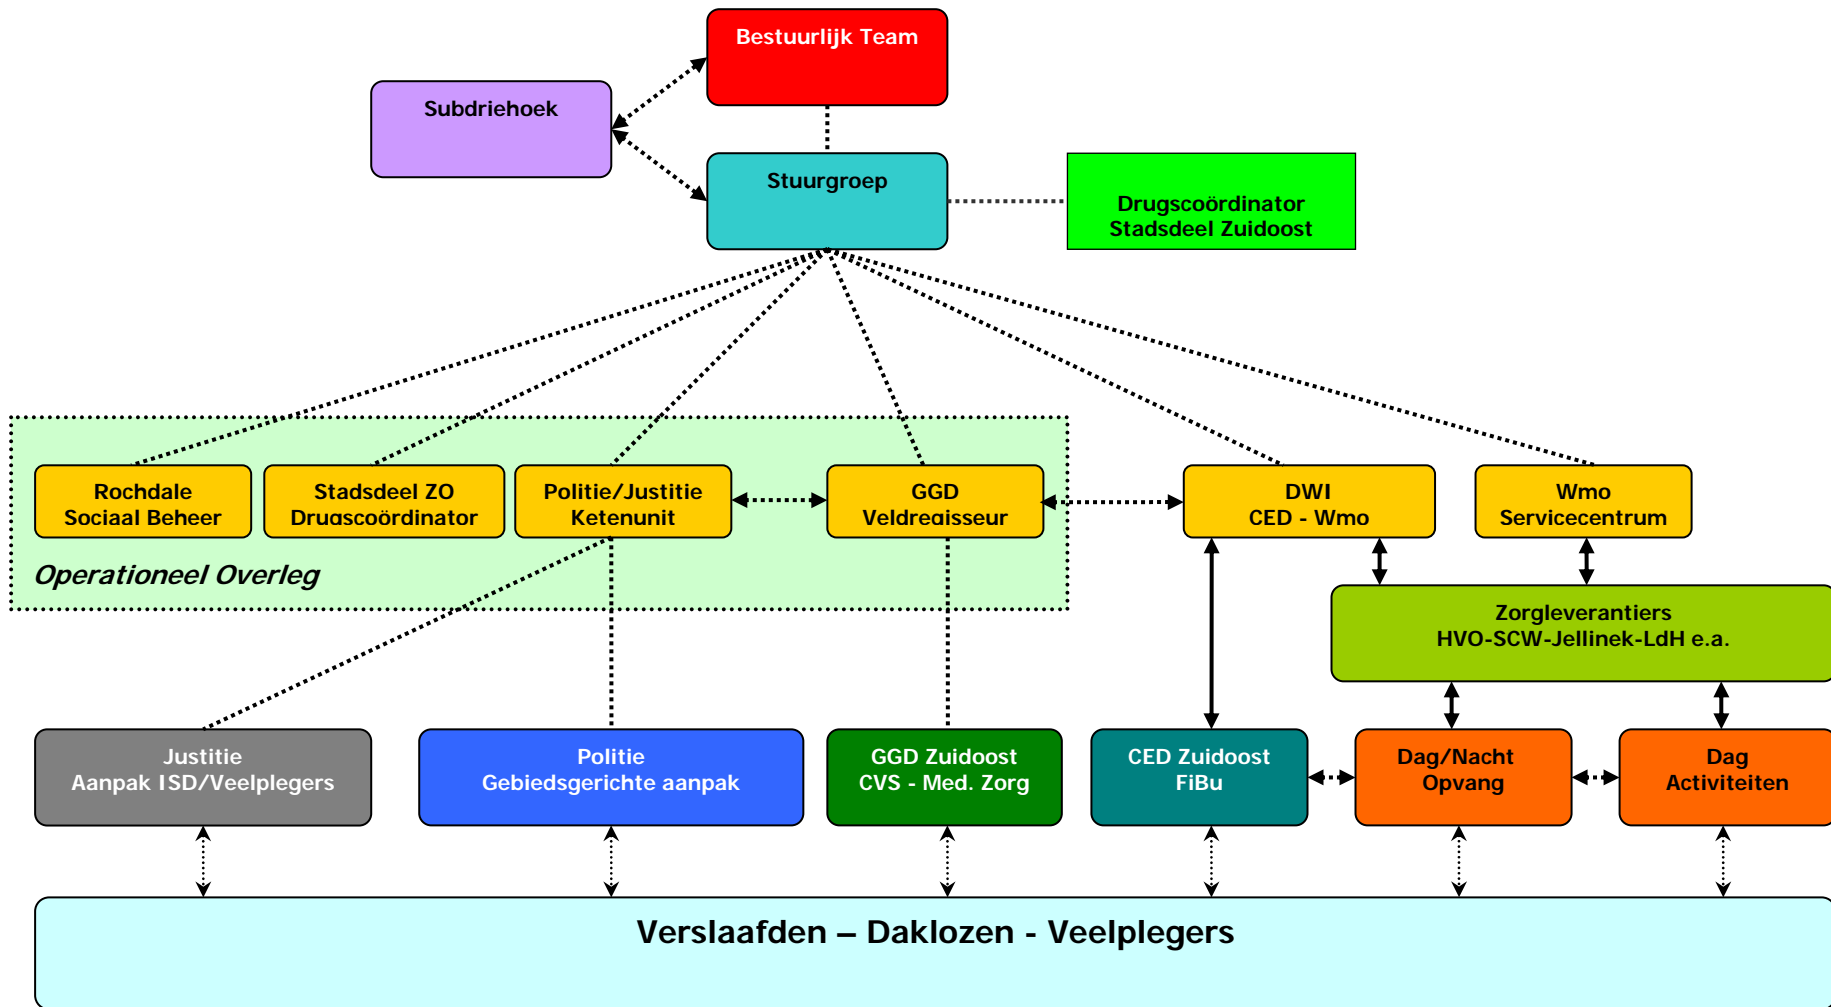 Bestuurlijk Team
Subdriehoek
Stuurgroep
Drugscoördinator
Stadsdeel Zuidoost
Rochdale
Sociaal Beheer
Stadsdeel ZO
Drugscoördinator
Politie/Justitie
Ketenunit
GGD
Veldregisseur
DWI
CED - Wmo
Wmo
Servicecentrum
Operationeel Overleg
Zorgleverantiers
HVO-SCW-Jellinek-LdH e.a.
Justitie
Aanpak ISD/Veelplegers
Politie
Gebiedsgerichte aanpak
GGD Zuidoost
CVS - Med. Zorg
CED Zuidoost
FiBu
Dag/Nacht
Opvang
Dag
Activiteiten
Verslaafden – Daklozen - Veelplegers